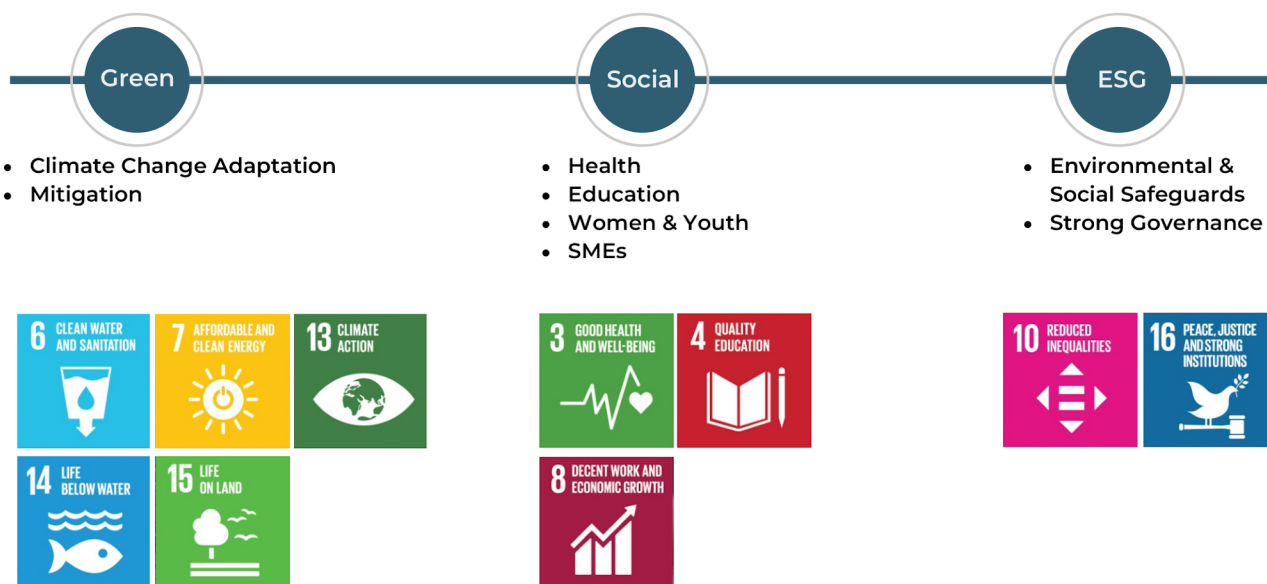 Green
• Climate Change Adaptation
• Mitigation
6 CLEAN WATER
AND SANITATION
7 AFFORDABLE AND
CLEAN ENERGY
13 CLIMATE
ACTION
14 LIFE
BELOW WATER
15 LIFE
ON LAND
Social
• Health
• Education
• Women & Youth
• SMEs
3 GOOD HEALTH
AND WELL-BEING
4 QUALITY
EDUCATION
8 DECENT WORK AND
ECONOMIC GROWTH
ESG
• Environmental &
Social Safeguards
• Strong Governance
10 REDUCED
INEQUALITIES
16 PEACE, JUSTICE
AND STRONG
INSTITUTIONS